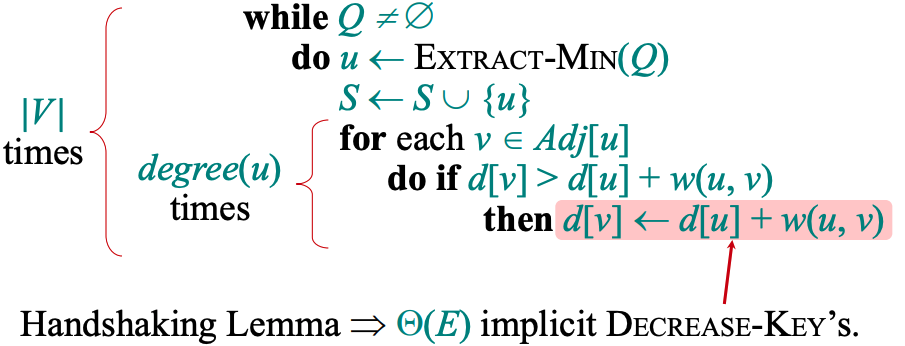 while Q ≠ ∅
do u ← EXTRACT-MIN(Q)
S ← S ∪ {u}
for each v ∈ Adj[u]
do if d[v] > d[u] + w(u, v)
then d[v] ← d[u] + w(u, v)
|V|
times
degree(u)
times
Handshaking Lemma ⇒ Θ(E) implicit DECREASE-KEY’s.